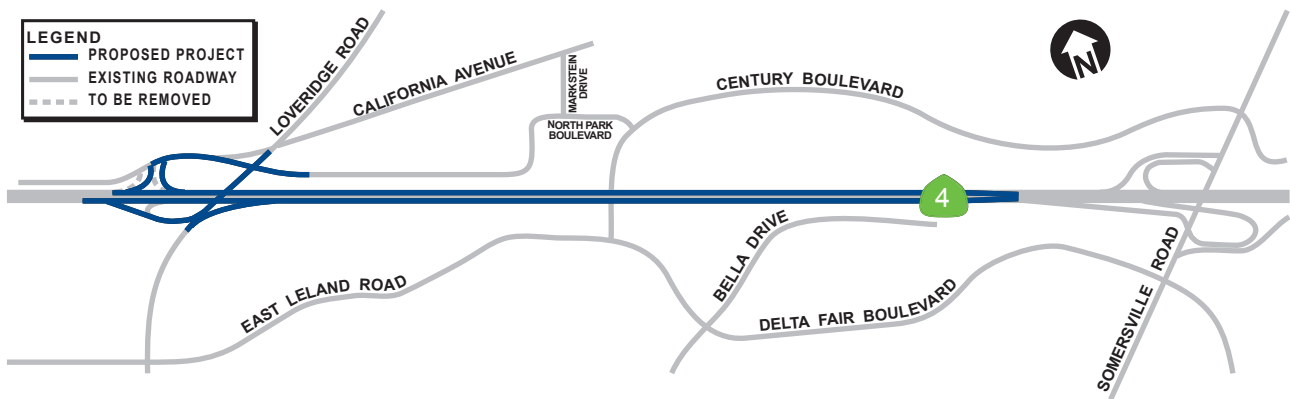 LEGEND
PROPOSED PROJECT
EXISTING ROADWAY
TO BE REMOVED
LOVERIDGE ROAD
CALIFORNIA AVENUE
MARKSTEIN
DRIVE
NORTH PARK
BOULEVARD
CENTURY BOULEVARD
N
4
BELLA DRIVE
EAST LELAND ROAD
DELTA FAIR BOULEVARD
SOMERSVILLE ROAD